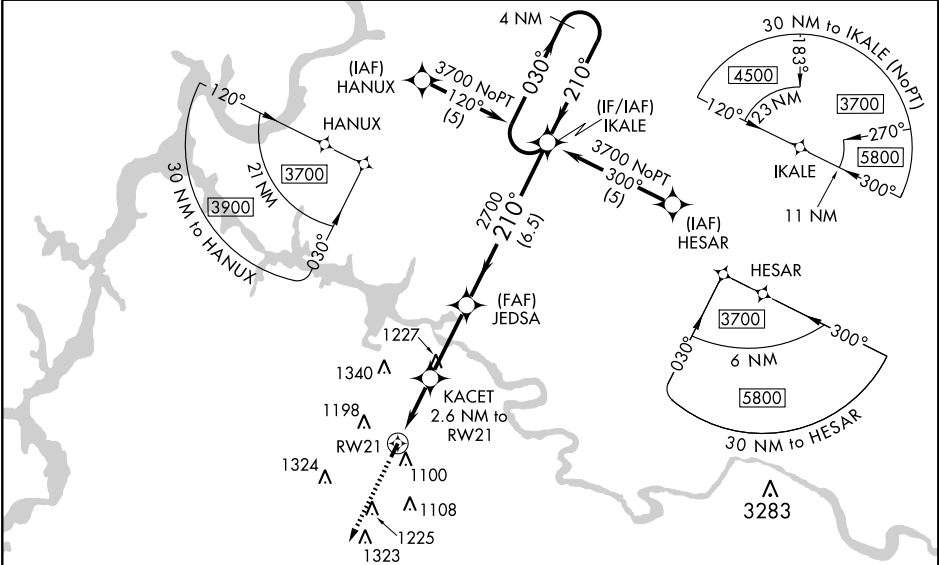 4 NM
030°
210°
(IAF)
HANUX
3700 NoPT
120°
(5)
(IF/IAF)
IKALE
3700 NoPT
300°
(5)
(IAF)
HESAR
2700
210°
(6.5)
(FAF)
JEDSA
KACET
2.6 NM to
RW21
RW21
1227
1340
1198
1324
1100
1108
1225
1323
3283
120°
HANUX
3700
21 NM
3900
30 NM to HANUX
030°
30 NM to IKALE (NoPT)
183°
4500
23 NM
3700
120°
270°
5800
IKALE
300°
11 NM
HESAR
3700
030°
300°
6 NM
5800
30 NM to HESAR